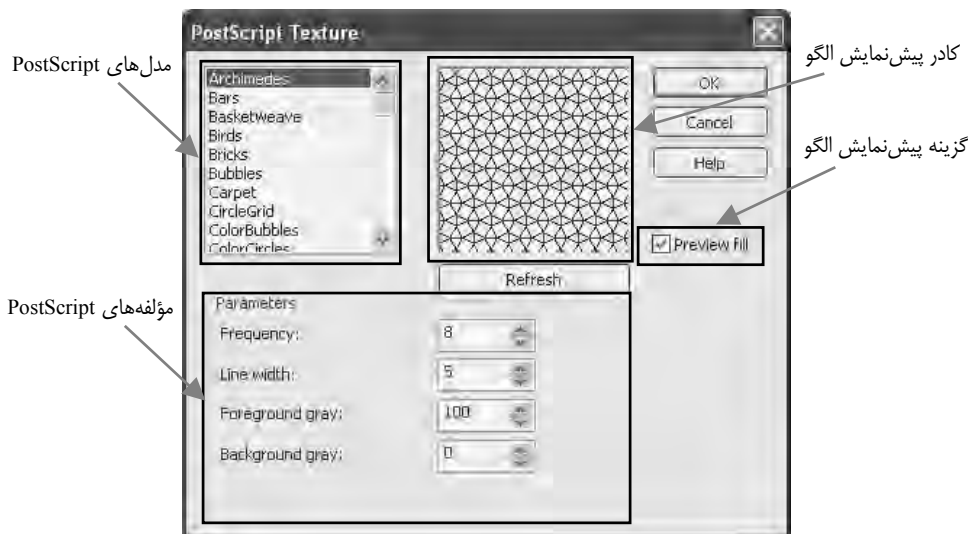 PostScript Texture
مدل‌های PostScript
کادر پیش‌نمایش الگو
گزینه پیش‌نمایش الگو
مؤلفه‌های PostScript
Archimedes
Bars
Basketweave
Birds
Bricks
Bubbles
Carpet
CircleGrid
ColorBubbles
ColorCircles
OK
Cancel
Help
Preview fill
Refresh
Parameters
Frequency: 8
Line width: 5
Foreground gray: 100
Background gray: 0